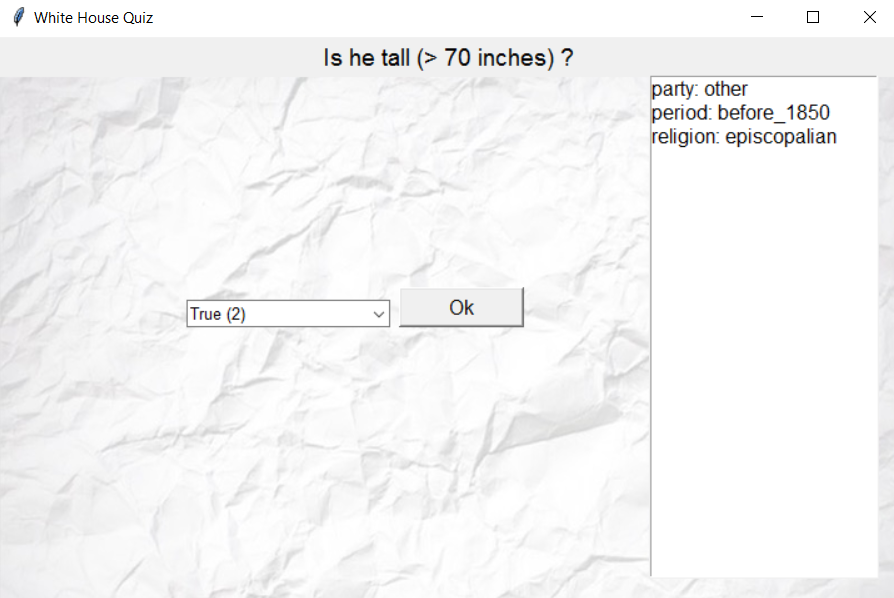 White House Quiz
Is he tall (> 70 inches) ?
party: other
period: before_1850
religion: episcopalian
True (2)
Ok